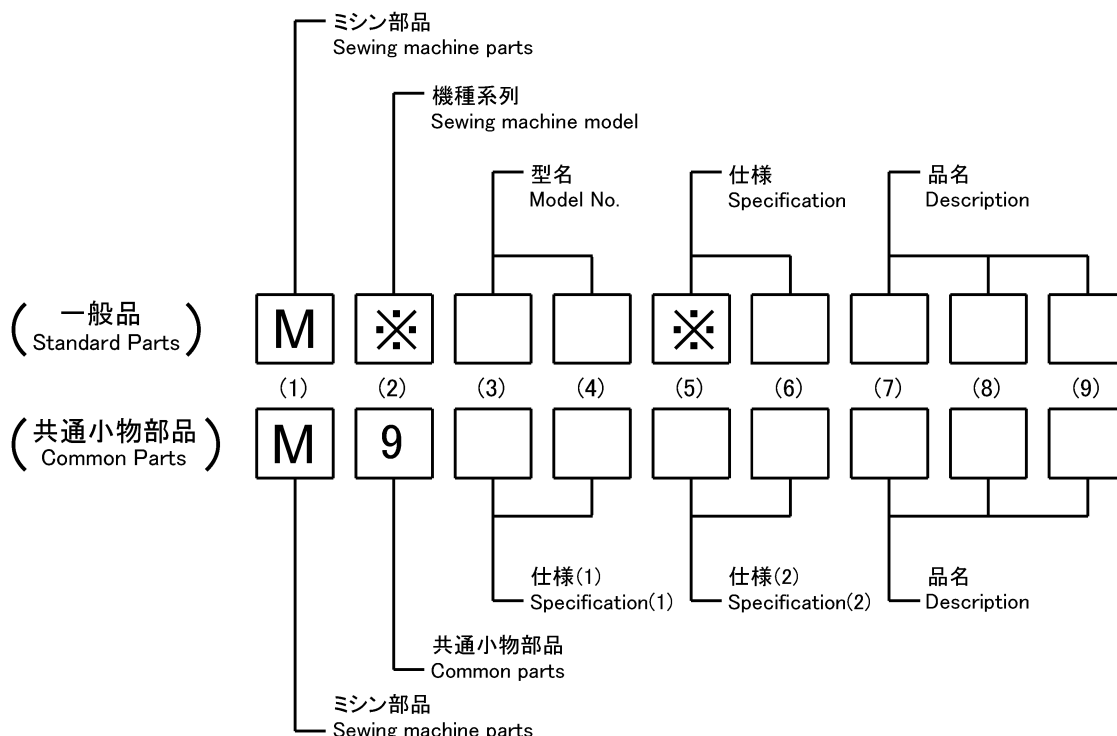 ミシン部品
Sewing machine parts
機種系列
Sewing machine model
型名
Model No.
仕様
Specification
品名
Description
一般品
Standard Parts
M ※ ※
(1) (2) (3) (4) (5) (6) (7) (8) (9)
共通小物部品
Common Parts
M 9
仕様(1)
Specification(1)
仕様(2)
Specification(2)
品名
Description
共通小物部品
Common parts
ミシン部品
Sewing machine parts